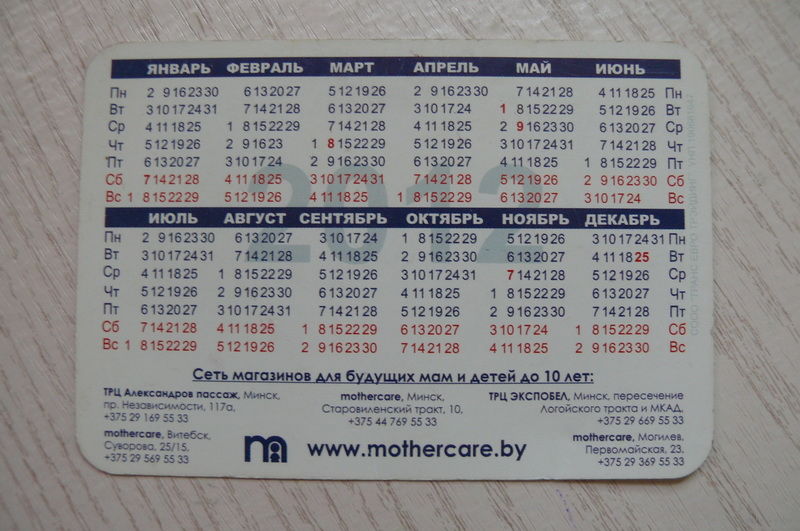 ЯНВАРЬ ФЕВРАЛЬ МАРТ АПРЕЛЬ МАЙ ИЮНЬ
Пн 2 9 16 23 30 6 13 20 27 5 12 19 26 2 9 16 23 30 7 14 21 28 4 11 18 25 Пн
Вт 3 10 17 24 31 7 14 21 28 6 13 20 27 3 10 17 24 1 8 15 22 29 5 12 19 26 Вт
Ср 4 11 18 25 1 8 15 22 29 7 14 21 28 4 11 18 25 2 9 16 23 30 6 13 20 27 Ср
Чт 5 12 19 26 2 9 16 23 1 8 15 22 29 5 12 19 26 3 10 17 24 31 7 14 21 28 Чт
Пт 6 13 20 27 3 10 17 24 2 9 16 23 30 6 13 20 27 4 11 18 25 1 8 15 22 29 Пт
Сб 7 14 21 28 4 11 18 25 3 10 17 24 31 7 14 21 28 5 12 19 26 2 9 16 23 30 Сб
Вс 1 8 15 22 29 5 12 19 26 4 11 18 25 1 8 15 22 29 6 13 20 27 3 10 17 24 Вс
2012
ИЮЛЬ АВГУСТ СЕНТЯБРЬ ОКТЯБРЬ НОЯБРЬ ДЕКАБРЬ
Пн 2 9 16 23 30 6 13 20 27 3 10 17 24 1 8 15 22 29 5 12 19 26 3 10 17 24 31 Пн
Вт 3 10 17 24 31 7 14 21 28 4 11 18 25 2 9 16 23 30 6 13 20 27 4 11 18 25 Вт
Ср 4 11 18 25 1 8 15 22 29 5 12 19 26 3 10 17 24 31 7 14 21 28 5 12 19 26 Ср
Чт 5 12 19 26 2 9 16 23 30 6 13 20 27 4 11 18 25 1 8 15 22 29 6 13 20 27 Чт
Пт 6 13 20 27 3 10 17 24 31 7 14 21 28 5 12 19 26 2 9 16 23 30 7 14 21 28 Пт
Сб 7 14 21 28 4 11 18 25 1 8 15 22 29 6 13 20 27 3 10 17 24 1 8 15 22 29 Сб
Вс 1 8 15 22 29 5 12 19 26 2 9 16 23 30 7 14 21 28 4 11 18 25 2 9 16 23 30 Вс
Сеть магазинов для будущих мам и детей до 10 лет:
ТРЦ Александров пассаж, Минск,
пр. Независимости, 117а,
+375 29 169 55 33
mothercare, Минск,
Старовиленский тракт, 10,
+375 44 769 55 33
ТРЦ ЭКСПОБЕЛ, Минск, пересечение
Логойского тракта и МКАД,
+375 29 669 55 33
mothercare, Витебск,
Суворова, 25/15,
+375 29 569 55 33
m www.mothercare.by
mothercare, Могилев,
Первомайская, 23,
+375 29 369 55 33